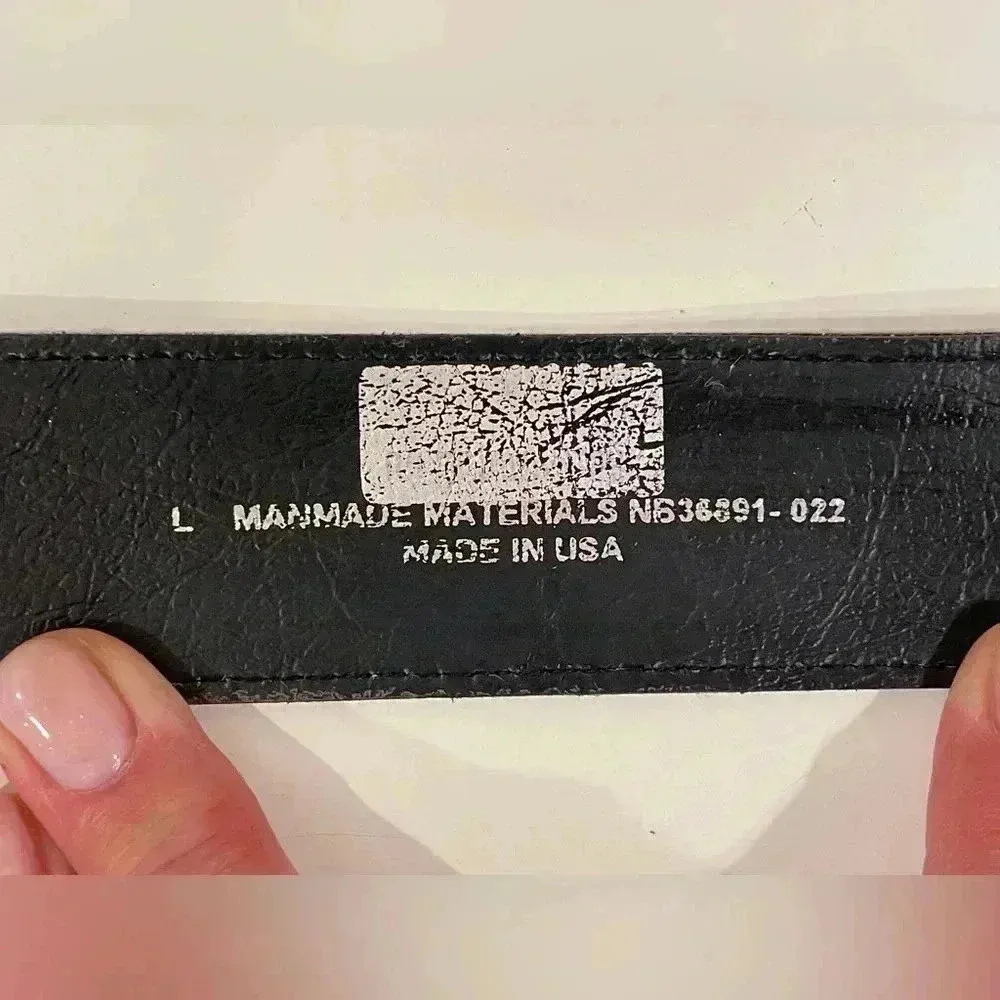 L MANMADE MATERIALS NB36891-022
MADE IN USA